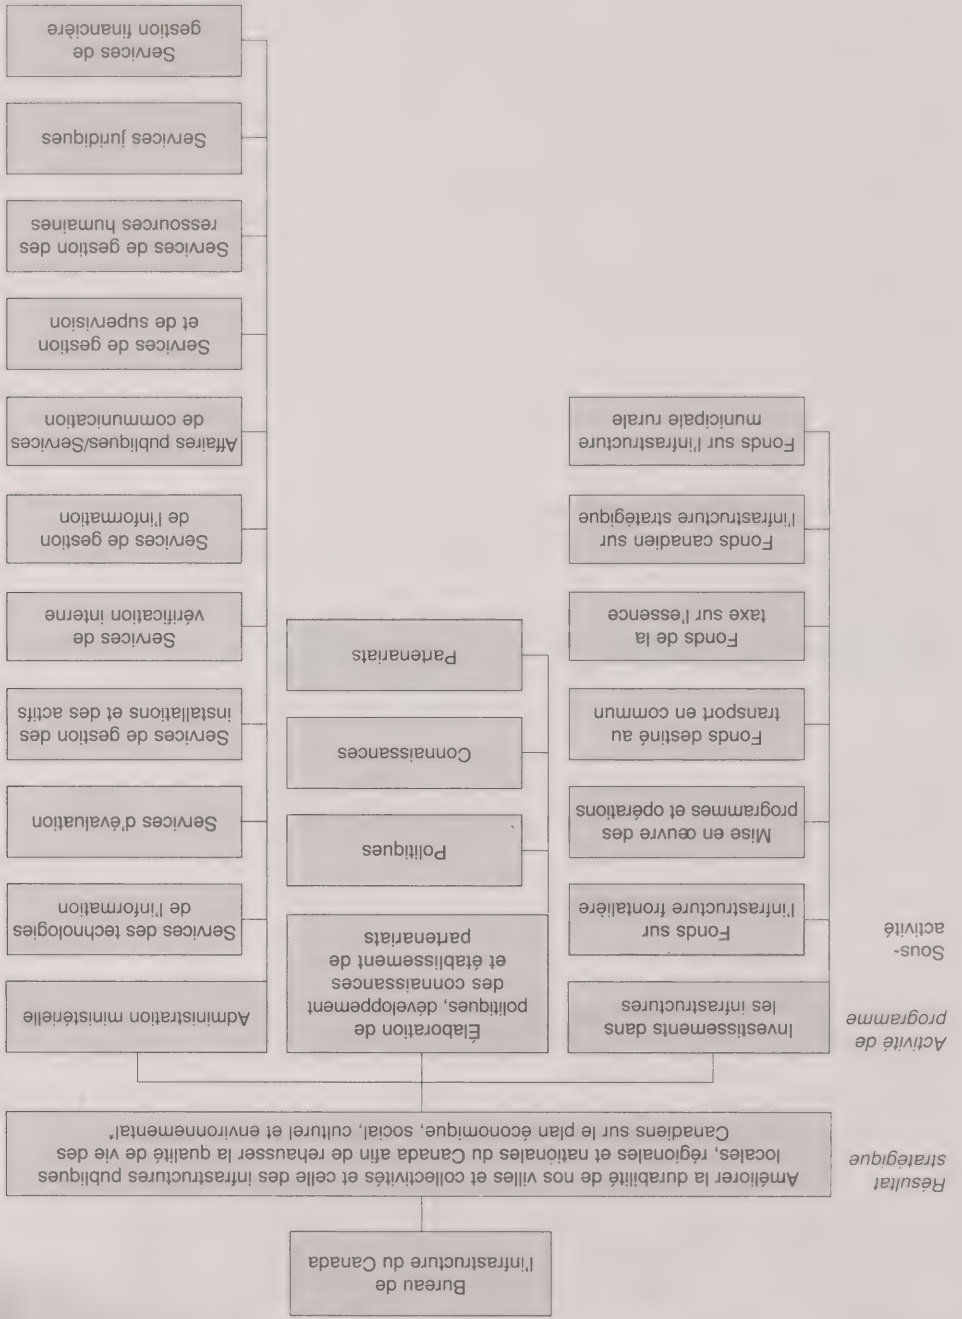 Bureau de
l'infrastructure du Canada
Résultat
stratégique
Améliorer la durabilité de nos villes et collectivités et celle des infrastructures publiques
locales, régionales et nationales du Canada afin de rehausser la qualité de vie des
Canadiens sur le plan économique, social, culturel et environnemental*
Activité de
programme
Investissements dans
les infrastructures
Élaboration de
politiques, développement
des connaissances
et établissement de
partenariats
Administration ministérielle
Sous-
activité
Fonds sur
l'infrastructure frontalière
Mise en œuvre des
programmes et opérations
Fonds destiné au
transport en commun
Fonds de la
taxe sur l'essence
Fonds canadien sur
l'infrastructure stratégique
Fonds sur l'infrastructure
municipale rurale
Politiques
Connaissances
Partenariats
Services des technologies
de l'information
Services d'évaluation
Services de gestion des
installations et des actifs
Services de
vérification interne
Services de gestion
de l'information
Affaires publiques/Services
de communication
Services de gestion
et de supervision
Services de gestion des
ressources humaines
Services juridiques
Services de
gestion financière